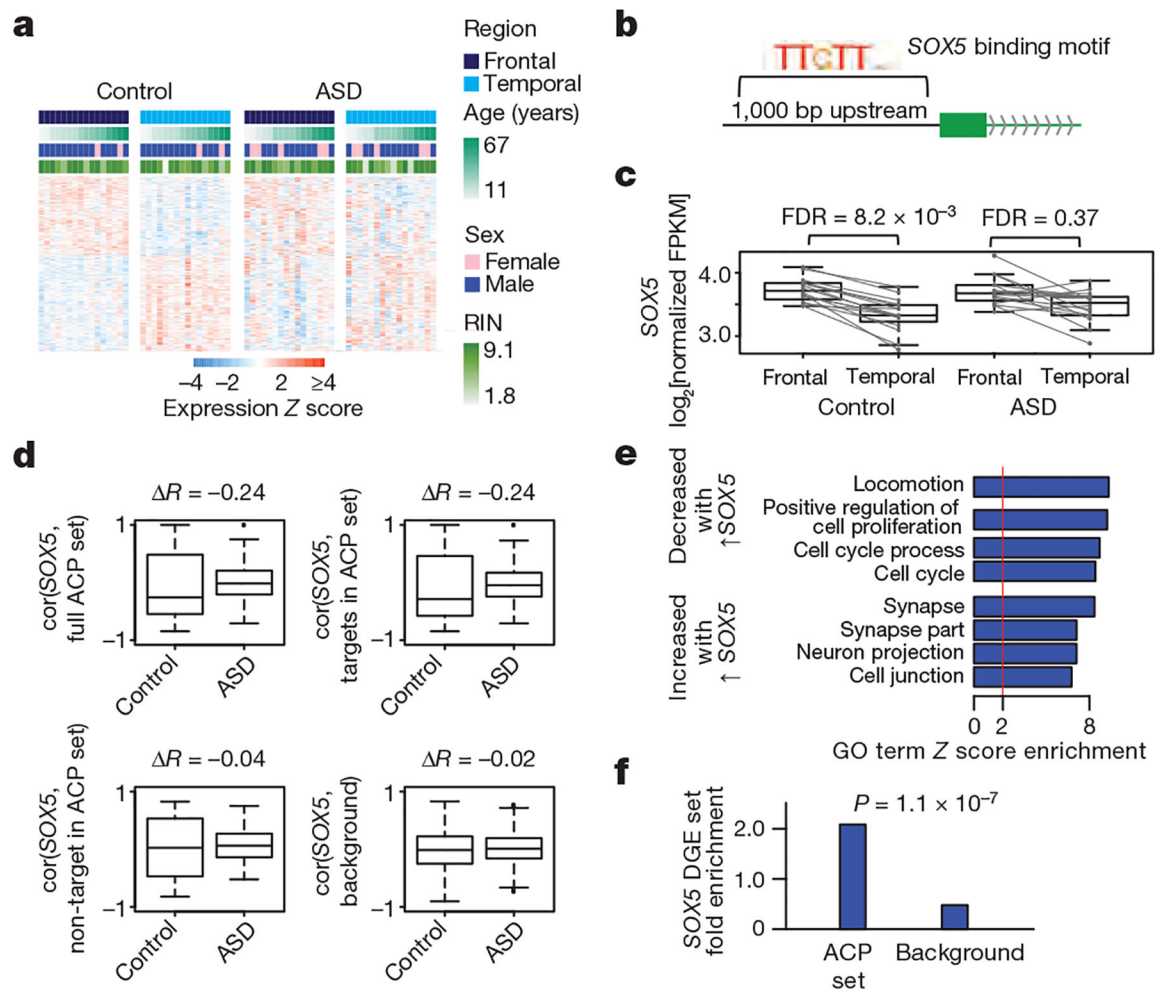 a
Region
Frontal
Temporal
Control
ASD
Age (years)
67
11
Sex
Female
Male
RIN
9.1
1.8
−4 −2 2 ≥4
Expression Z score
b
SOX5 binding motif
TTGTT
1,000 bp upstream
c
FDR = 8.2 × 10−3
FDR = 0.37
SOX5
log2[normalized FPKM]
4.0
3.0
Frontal Temporal Frontal Temporal
Control ASD
d
ΔR = −0.24
cor(SOX5,
full ACP set)
1
−1
Control ASD
ΔR = −0.24
cor(SOX5,
targets in ACP set)
1
−1
Control ASD
ΔR = −0.04
cor(SOX5,
non-target in ACP set)
1
−1
Control ASD
ΔR = −0.02
cor(SOX5,
background)
1
−1
Control ASD
e
Decreased
with
↑ SOX5
Locomotion
Positive regulation of
cell proliferation
Cell cycle process
Cell cycle
Increased
with
↑ SOX5
Synapse
Synapse part
Neuron projection
Cell junction
0 2 8
GO term Z score enrichment
f
P = 1.1 × 10−7
SOX5 DGE set
fold enrichment
2.0
1.0
0
ACP
set
Background